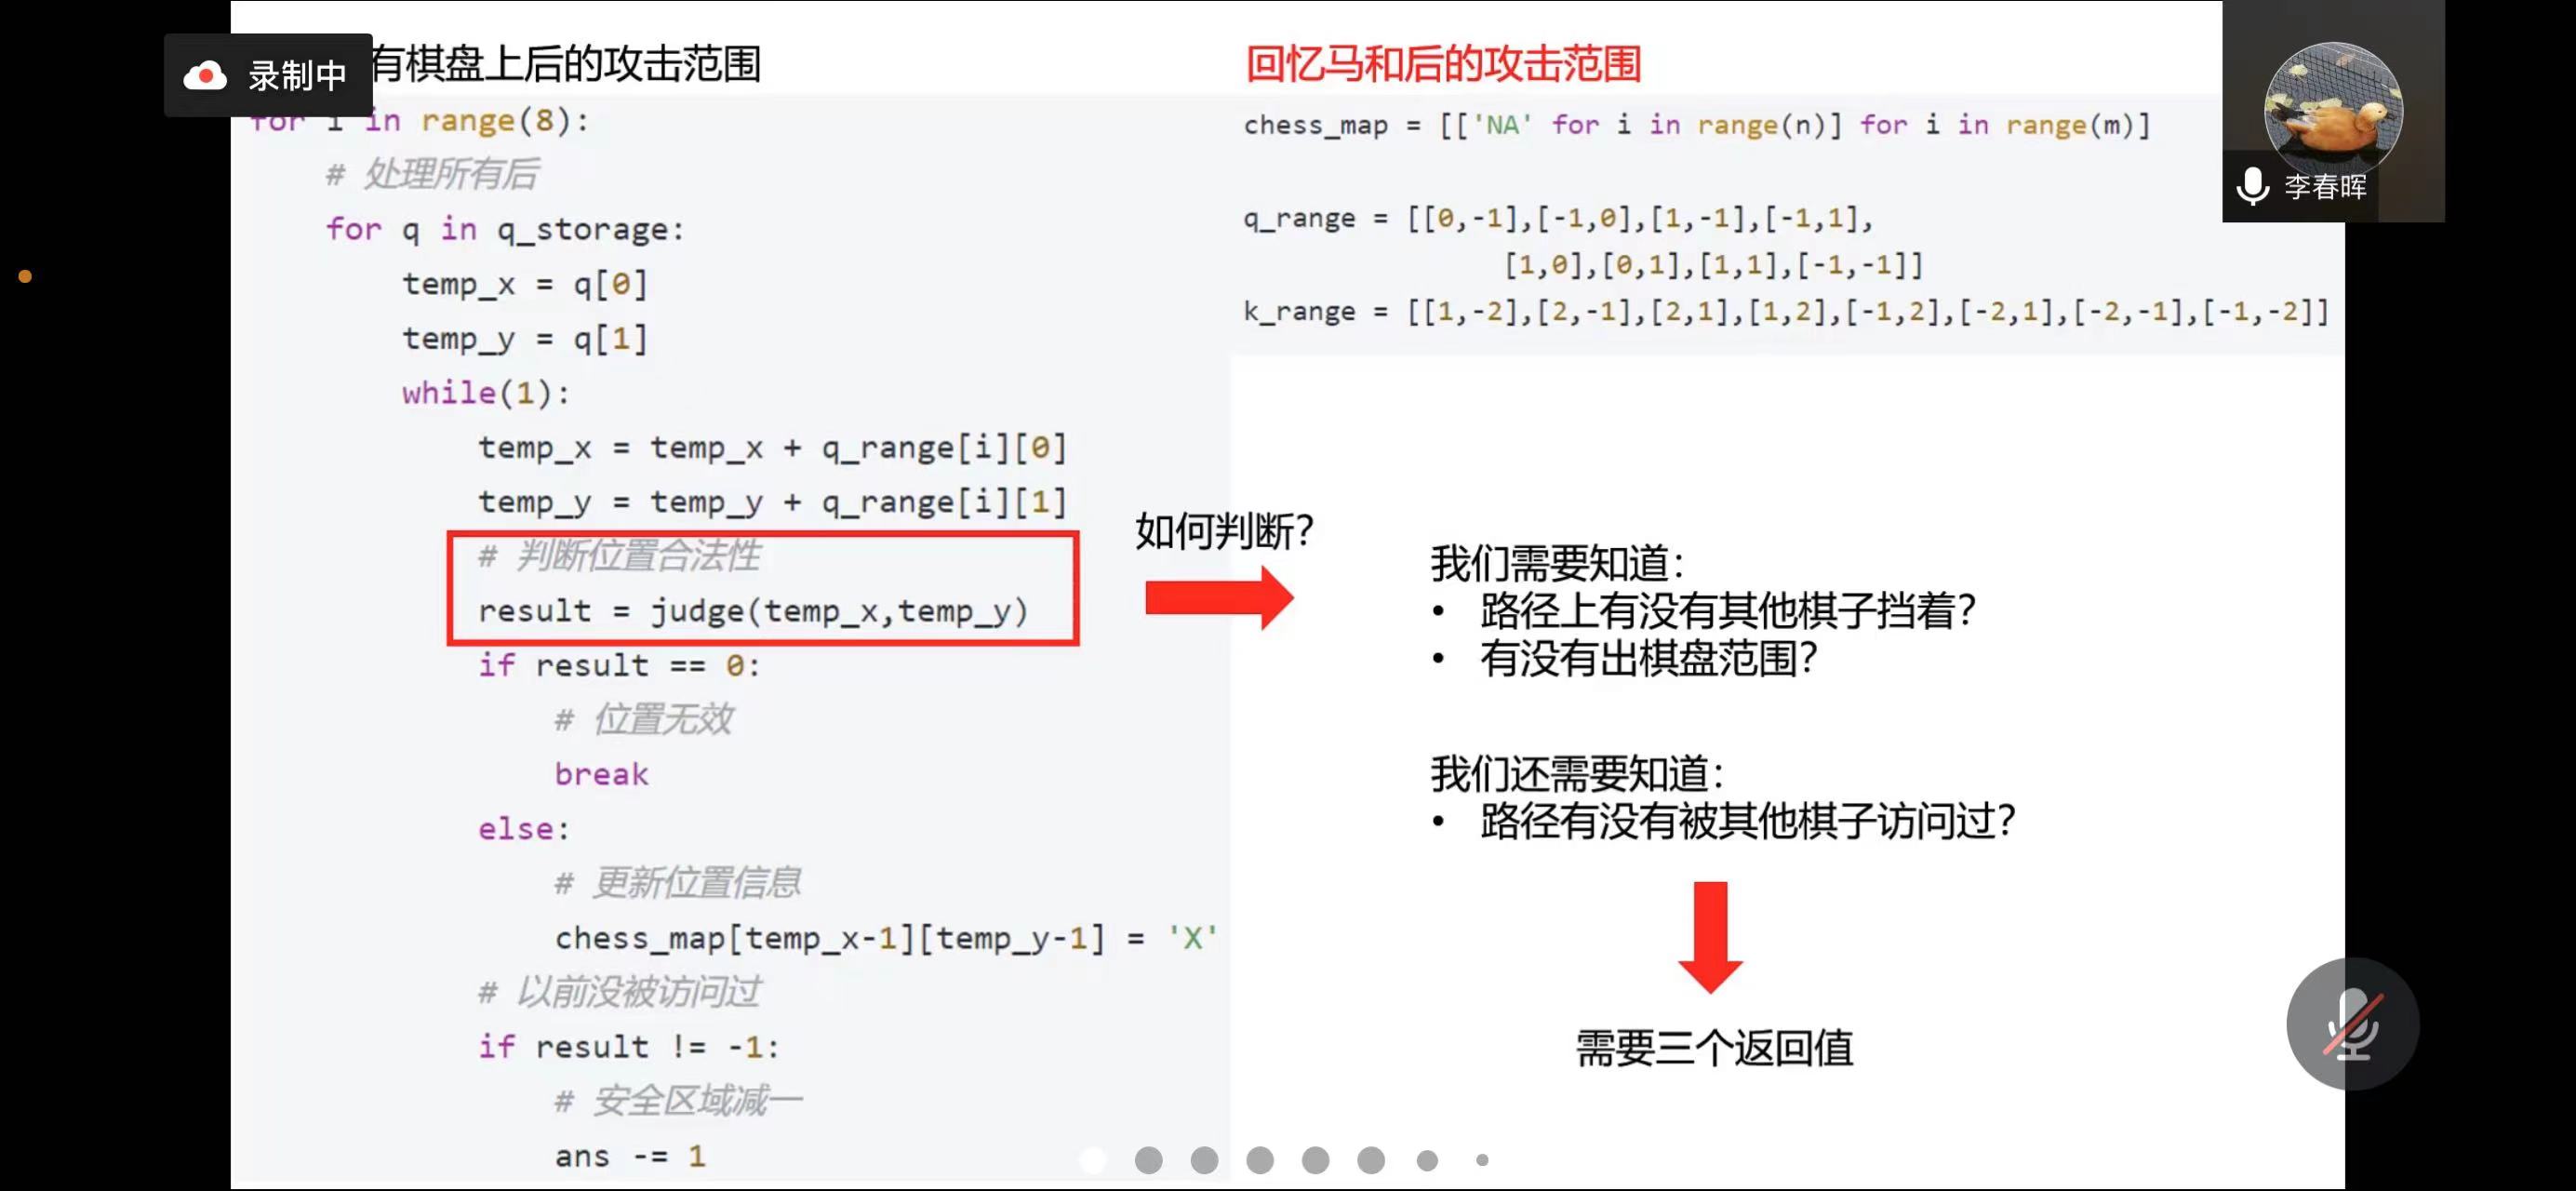 录制中
有棋盘上后的攻击范围
for i in range(8):
# 处理所有后
for q in q_storage:
temp_x = q[0]
temp_y = q[1]
while(1):
temp_x = temp_x + q_range[i][0]
temp_y = temp_y + q_range[i][1]
# 判断位置合法性
result = judge(temp_x,temp_y)
if result == 0:
# 位置无效
break
else:
# 更新位置信息
chess_map[temp_x-1][temp_y-1] = 'X'
# 以前没被访问过
if result != -1:
# 安全区域减一
ans -= 1
如何判断?
回忆马和后的攻击范围
chess_map = [['NA' for i in range(n)] for i in range(m)]
q_range = [[0,-1],[-1,0],[1,-1],[-1,1],
[1,0],[0,1],[1,1],[-1,-1]]
k_range = [[1,-2],[2,-1],[2,1],[1,2],[-1,2],[-2,1],[-2,-1],[-1,-2]]
我们需要知道:
• 路径上有没有其他棋子挡着?
• 有没有出棋盘范围?
我们还需要知道:
• 路径有没有被其他棋子访问过?
需要三个返回值
李春晖